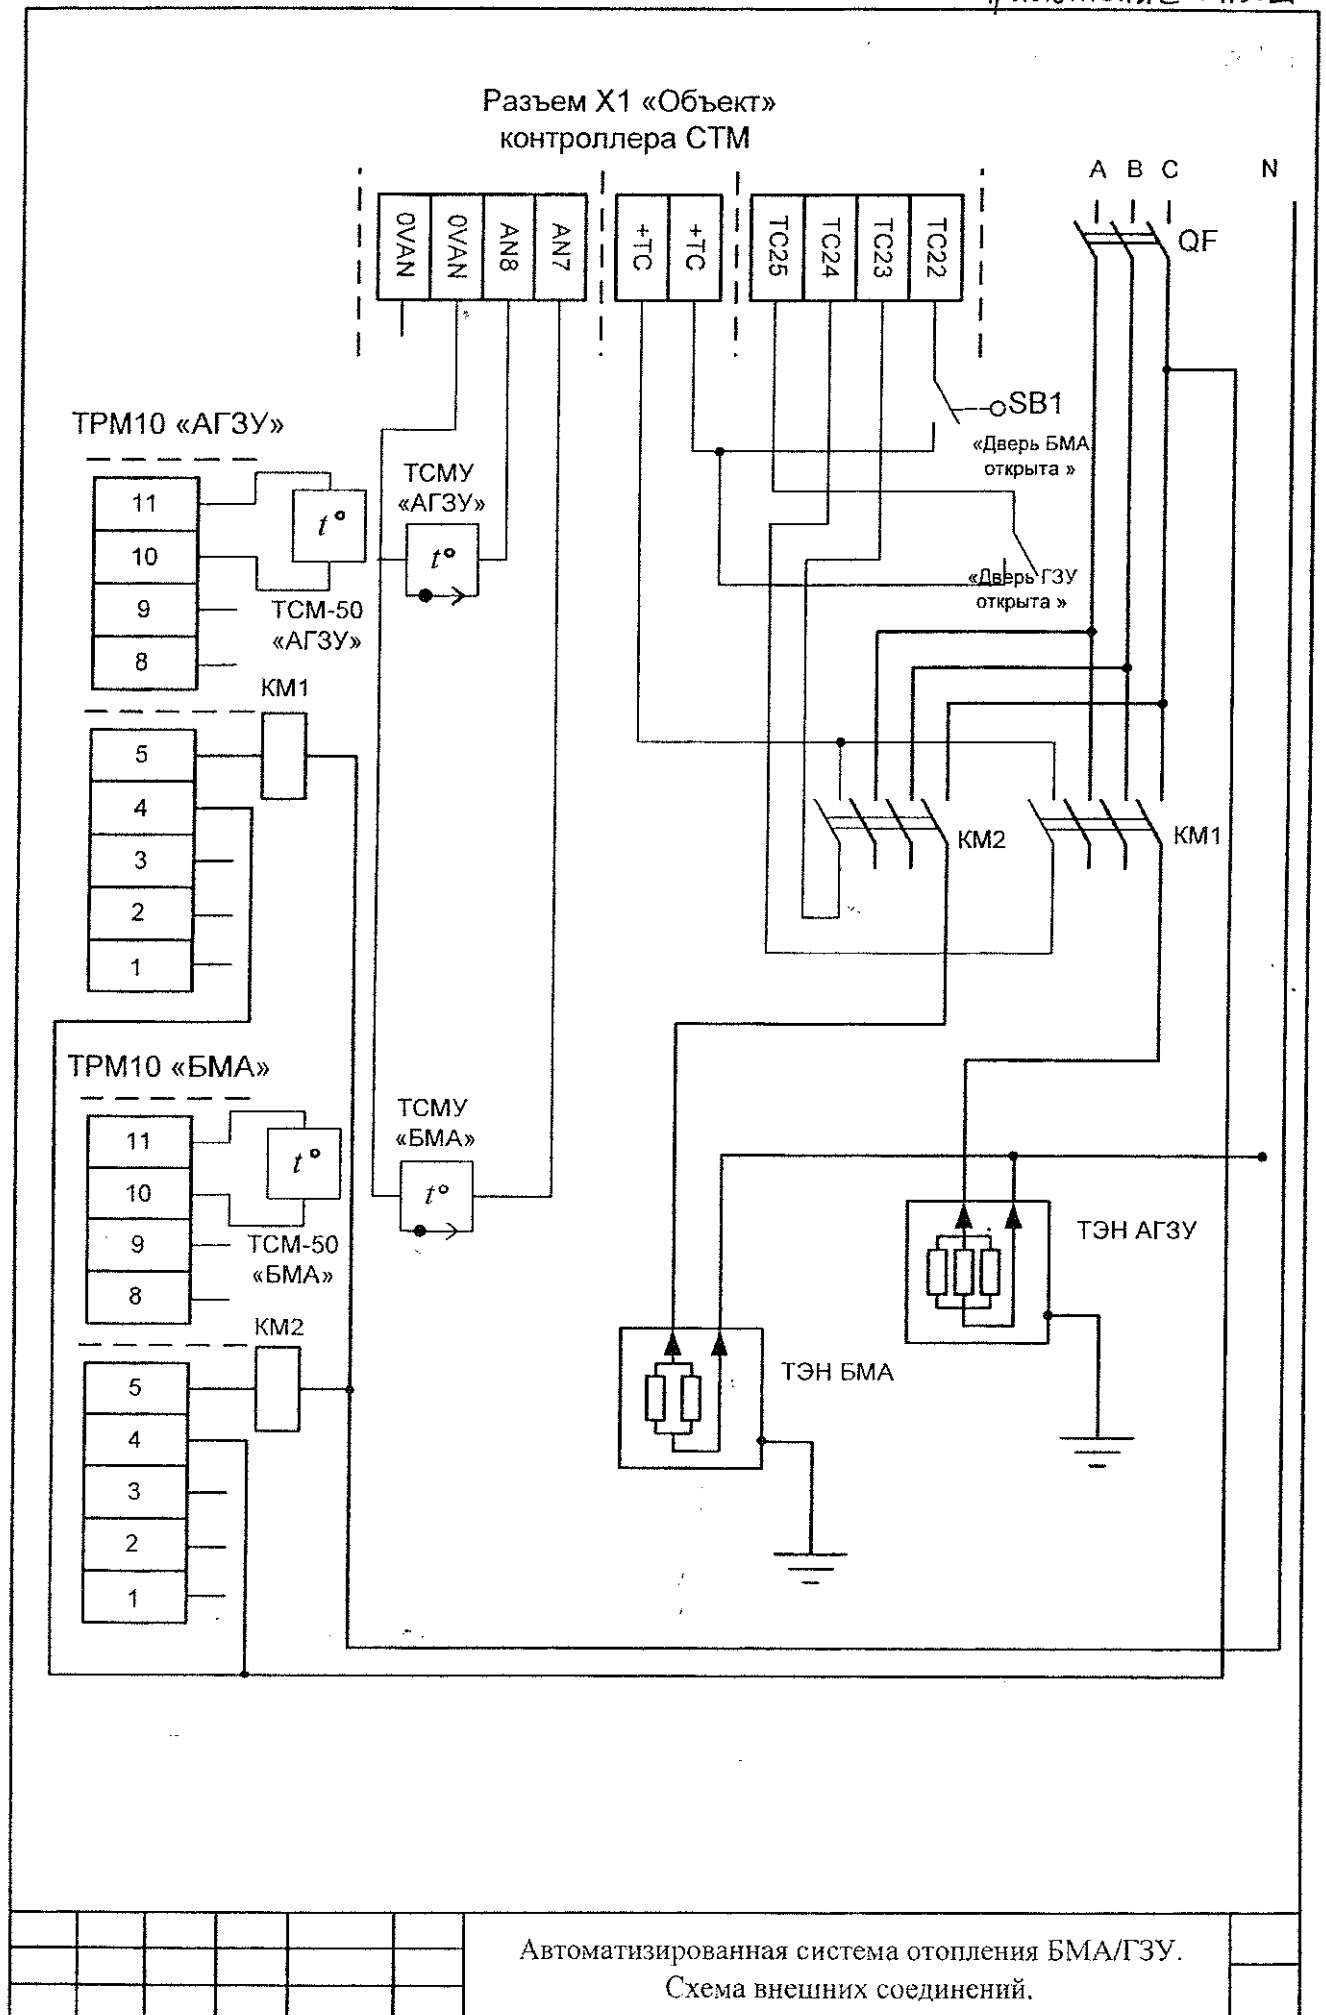 Разъем X1 «Объект»
контроллера СТМ
A B C N
QF
0VAN 0VAN AN8 AN7 +TC +TC TC25 TC24 TC23 TC22
SB1
«Дверь БМА
открыта »
ТРМ10 «АГЗУ»
11
10
9
8
t°
ТСМ-50
«АГЗУ»
ТСМУ
«АГЗУ»
t°
«Дверь ГЗУ
открыта »
КМ1
5
4
3
2
1
КМ2
КМ1
ТРМ10 «БМА»
11
10
9
8
t°
ТСМ-50
«БМА»
ТСМУ
«БМА»
t°
КМ2
5
4
3
2
1
ТЭН АГЗУ
ТЭН БМА
Автоматизированная система отопления БМА/ГЗУ.
Схема внешних соединений.